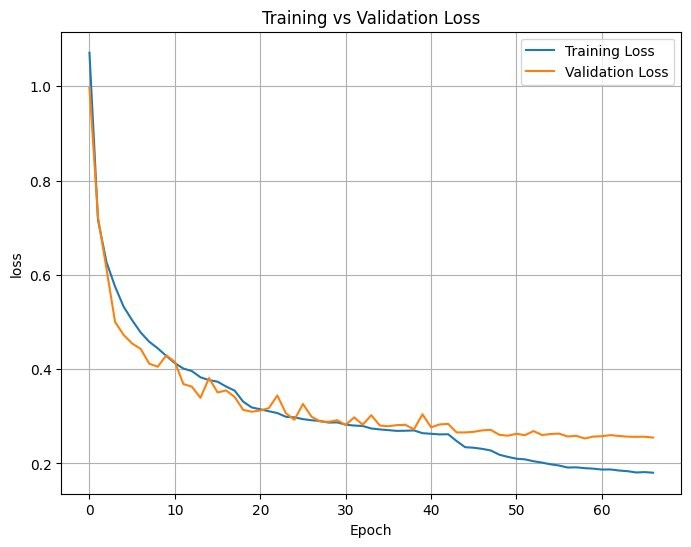 Training vs Validation Loss
Training Loss
Validation Loss
1.0
0.8
0.6
0.4
0.2
loss
0 10 20 30 40 50 60
Epoch